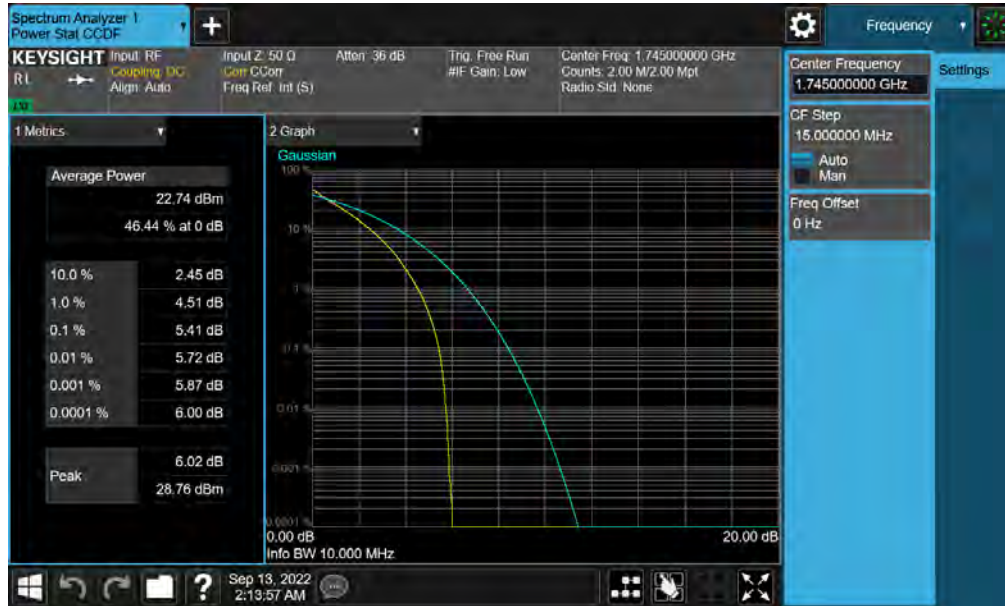 Spectrum Analyzer 1
Power Stat CCDF
Frequency
KEYSIGHT
RL
Input: RF
Coupling: DC
Align: Auto
Input Z: 50 Ω
Corr CCorr
Freq Ref: Int (S)
Atten: 36 dB
Trig: Free Run
#IF Gain: Low
Center Freq: 1.745000000 GHz
Counts: 2.00 M/2.00 Mpt
Radio Std: None
Center Frequency
1.745000000 GHz
Settings
CF Step
15.000000 MHz
Auto
Man
Freq Offset
0 Hz
1 Metrics
Average Power
22.74 dBm
46.44 % at 0 dB
10.0 % 2.45 dB
1.0 % 4.51 dB
0.1 % 5.41 dB
0.01 % 5.72 dB
0.001 % 5.87 dB
0.0001 % 6.00 dB
Peak
6.02 dB
28.76 dBm
2 Graph
Gaussian
100 %
10 %
1 %
0.1 %
0.01 %
0.001 %
0.0001 %
0.00 dB
20.00 dB
Info BW 10.000 MHz
?
Sep 13, 2022
2:13:57 AM